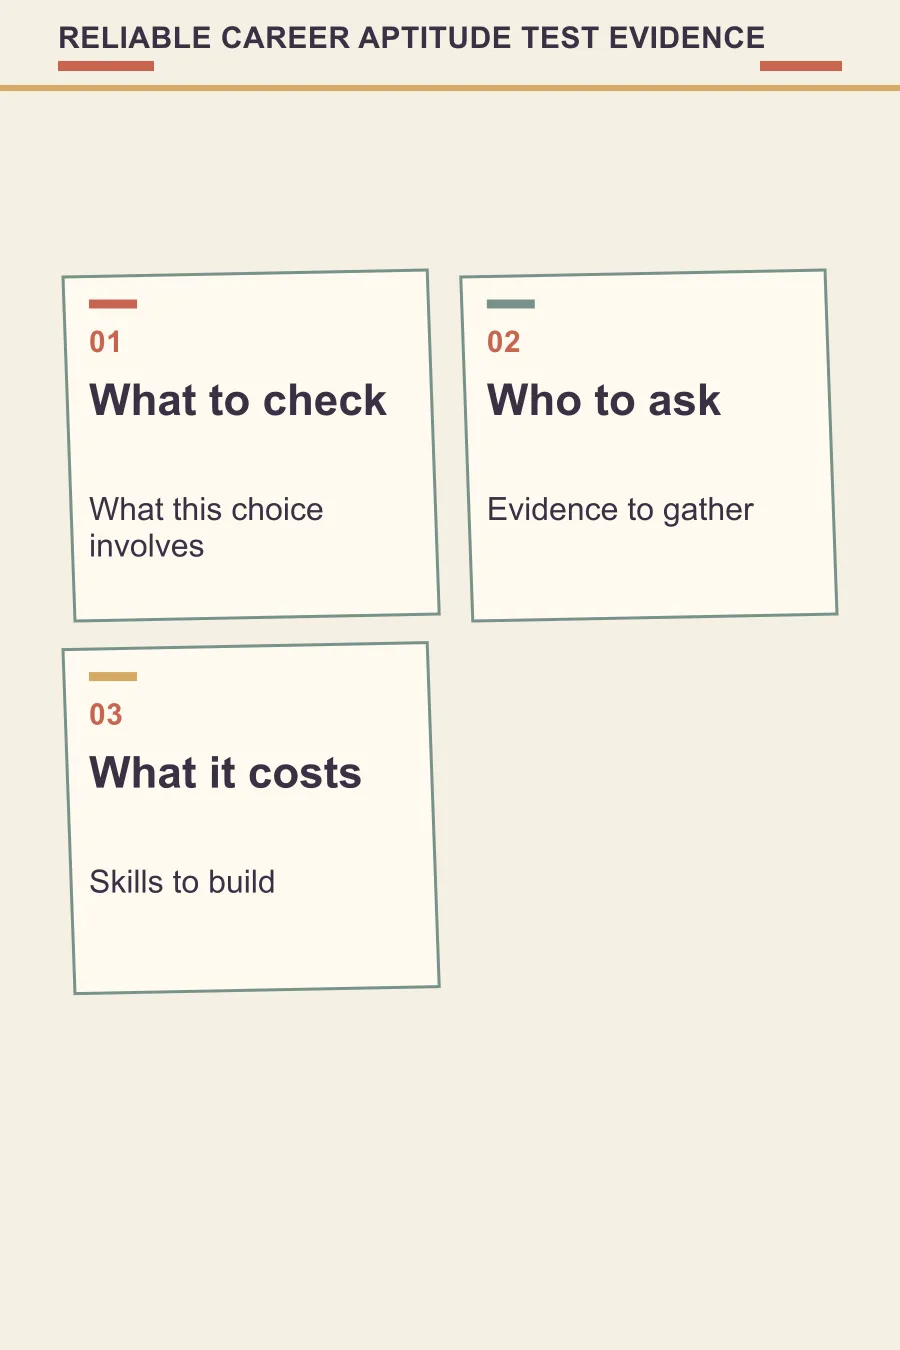 RELIABLE CAREER APTITUDE TEST EVIDENCE
01
What to check
What this choice
involves
02
Who to ask
Evidence to gather
03
What it costs
Skills to build